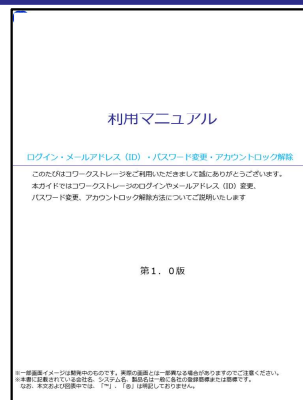 利用マニュアル
ログイン・メールアドレス（ID）・パスワード変更・アカウントロック解除
このたびはコワークストレージをご利用いただきまして誠にありがとうございます。
本ガイドではコワークストレージのログインやメールアドレス（ID）変更、
パスワード変更、アカウントロック解除方法についてご説明いたします
第１．０版
※一部画面イメージは開発中のものです。実際の画面とは一部異なる場合がありますのでご注意ください。
※本書に記載されている会社名、システム名、製品名は一般に各社の登録商標または商標です。
なお、本文および図表中では、「™」、「®」は明記しておりません。